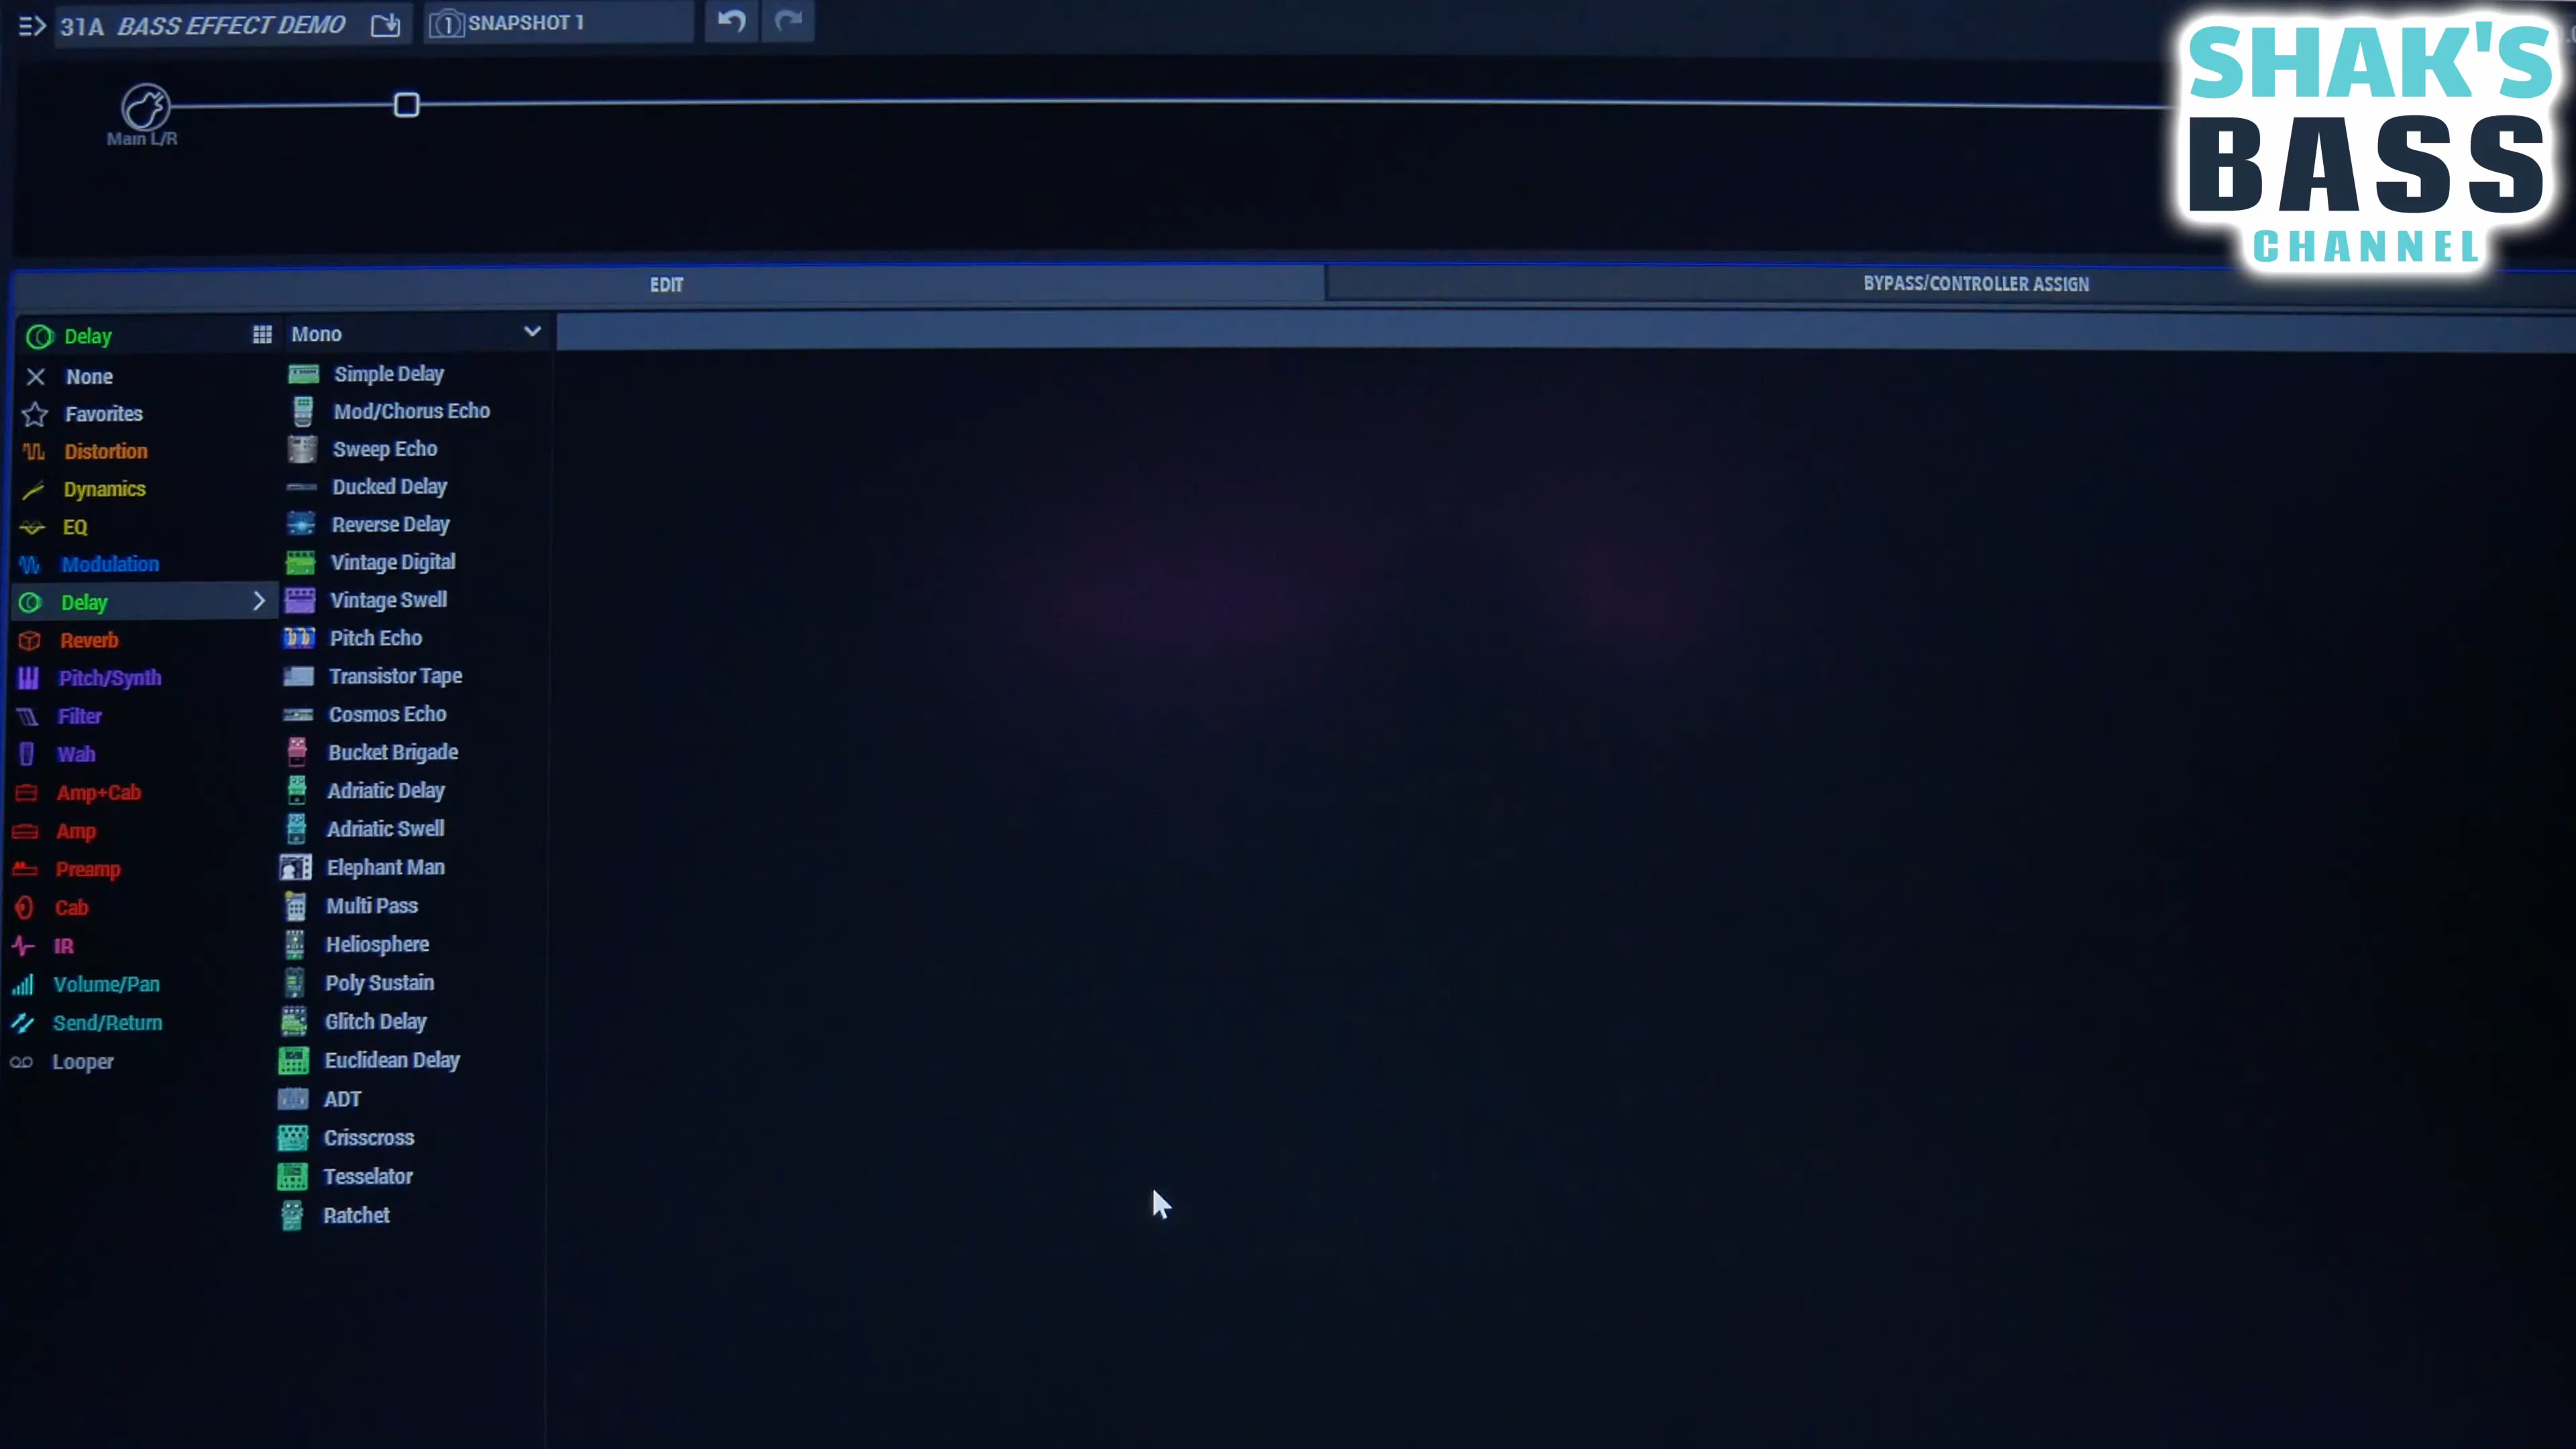 31A BASS EFFECT DEMO
SNAPSHOT 1
SHAK'S
BASS
CHANNEL
Main L/R
EDIT
BYPASS/CONTROLLER ASSIGN
Delay
Mono
None
Favorites
Distortion
Dynamics
EQ
Modulation
Delay
Reverb
Pitch/Synth
Filter
Wah
Amp+Cab
Amp
Preamp
Cab
IR
Volume/Pan
Send/Return
Looper
Simple Delay
Mod/Chorus Echo
Sweep Echo
Ducked Delay
Reverse Delay
Vintage Digital
Vintage Swell
Pitch Echo
Transistor Tape
Cosmos Echo
Bucket Brigade
Adriatic Delay
Adriatic Swell
Elephant Man
Multi Pass
Heliosphere
Poly Sustain
Glitch Delay
Euclidean Delay
ADT
Crisscross
Tesselator
Ratchet